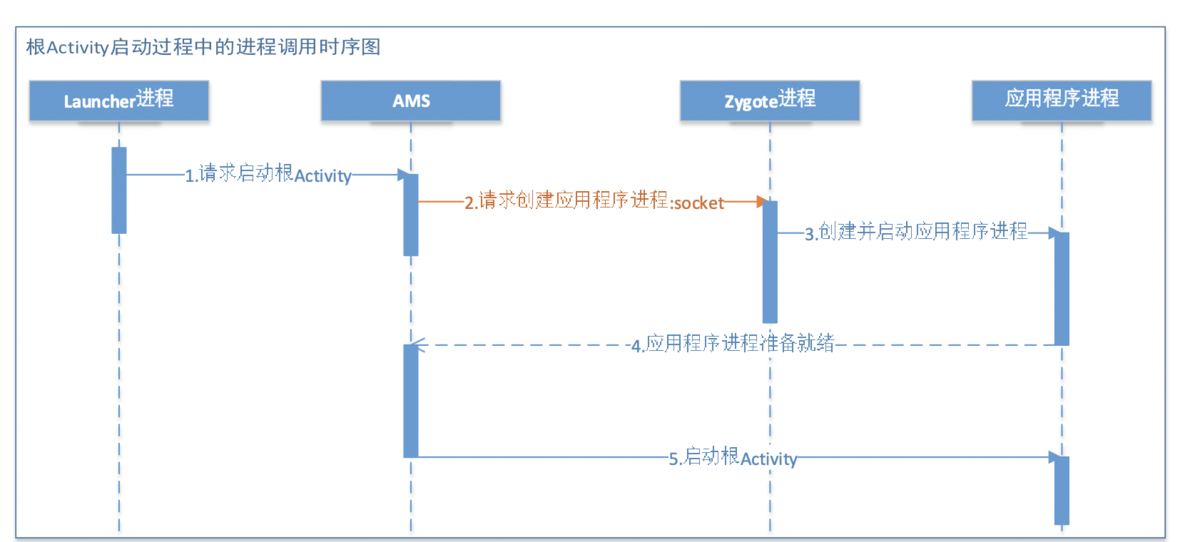 根Activity启动过程中的进程调用时序图
Launcher进程
AMS
Zygote进程
应用程序进程
1.请求启动根Activity
2.请求创建应用程序进程:socket
3.创建并启动应用程序进程
4.应用程序进程准备就绪
5.启动根Activity